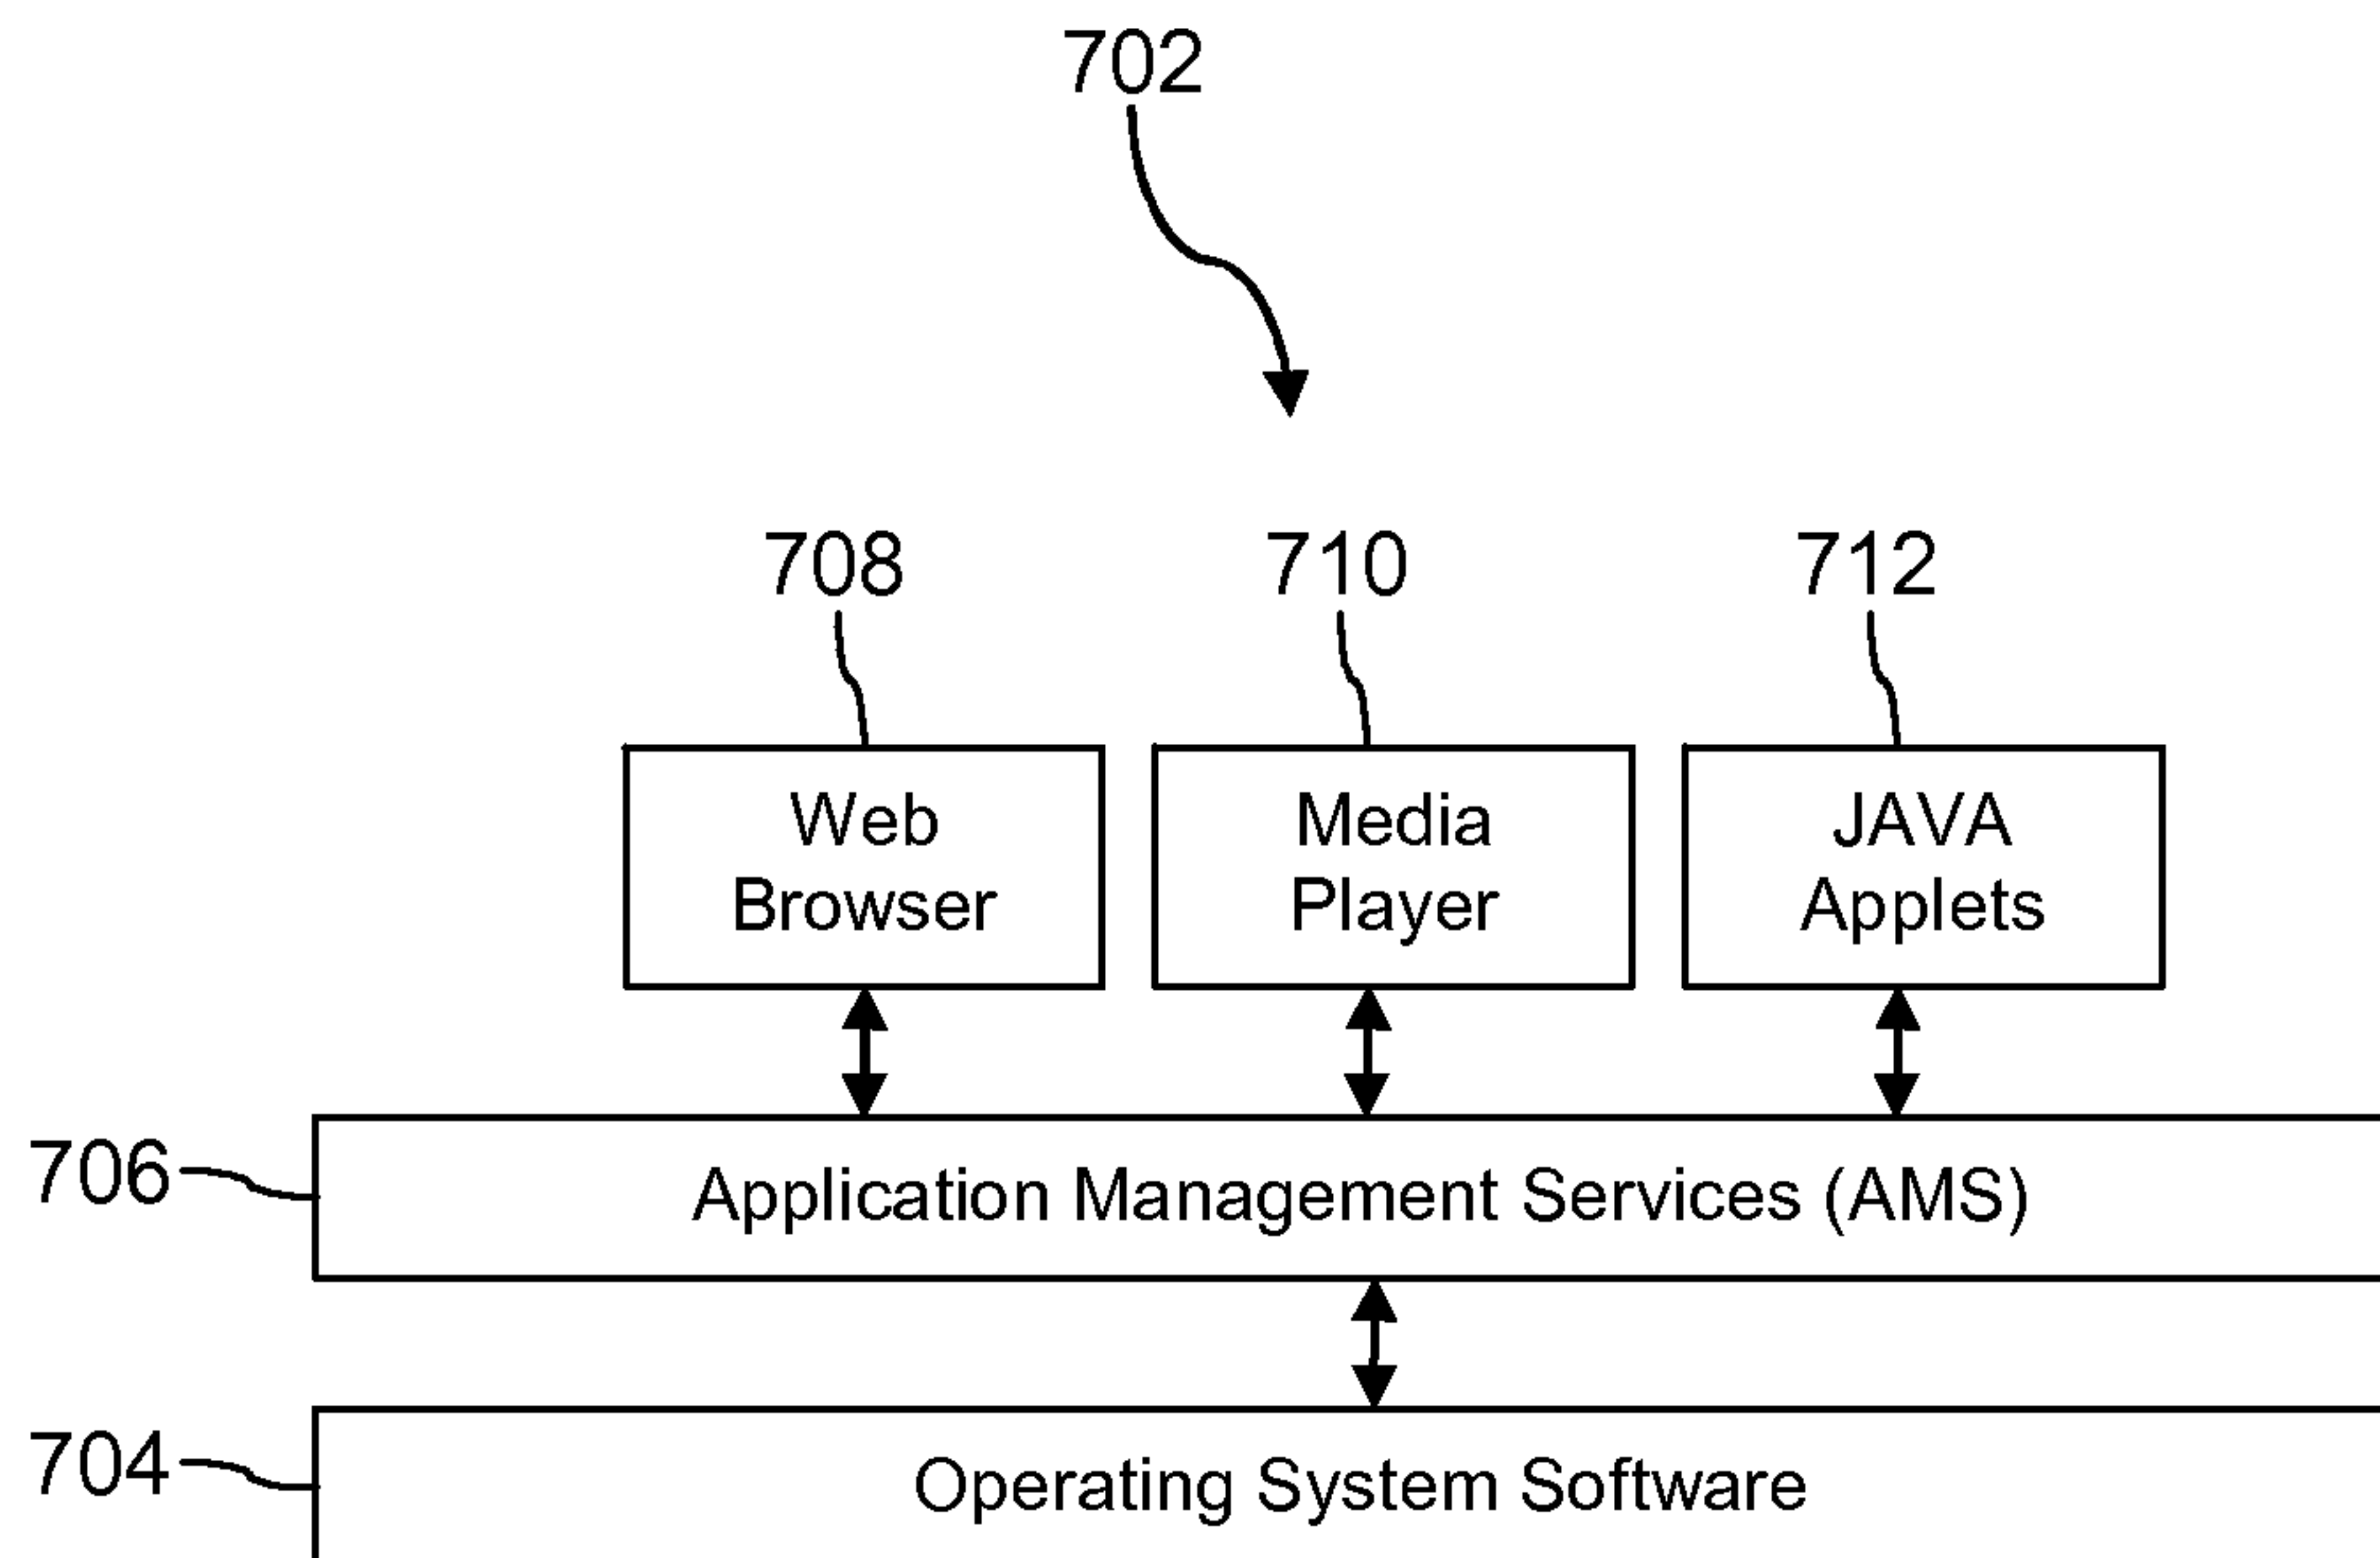 702
708
710
712
Web
Browser
Media
Player
JAVA
Applets
706
Application Management Services (AMS)
704
Operating System Software